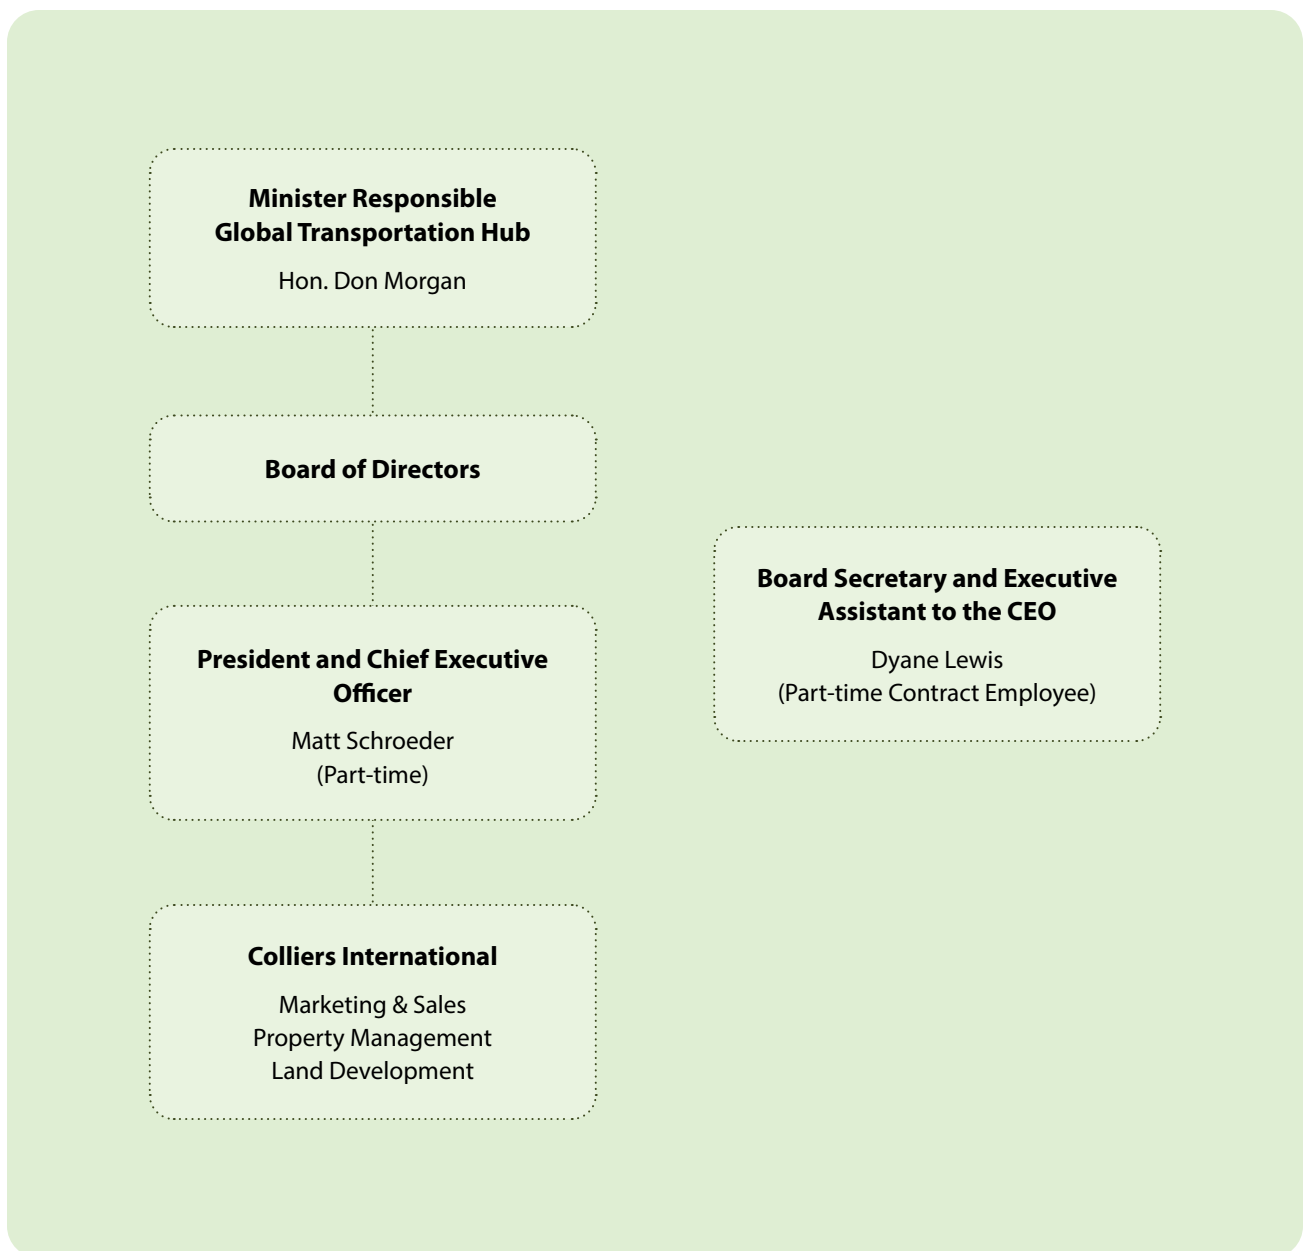 Minister Responsible
Global Transportation Hub
Hon. Don Morgan
Board of Directors
President and Chief Executive
Officer
Matt Schroeder
(Part-time)
Board Secretary and Executive
Assistant to the CEO
Dyane Lewis
(Part-time Contract Employee)
Colliers International
Marketing & Sales
Property Management
Land Development